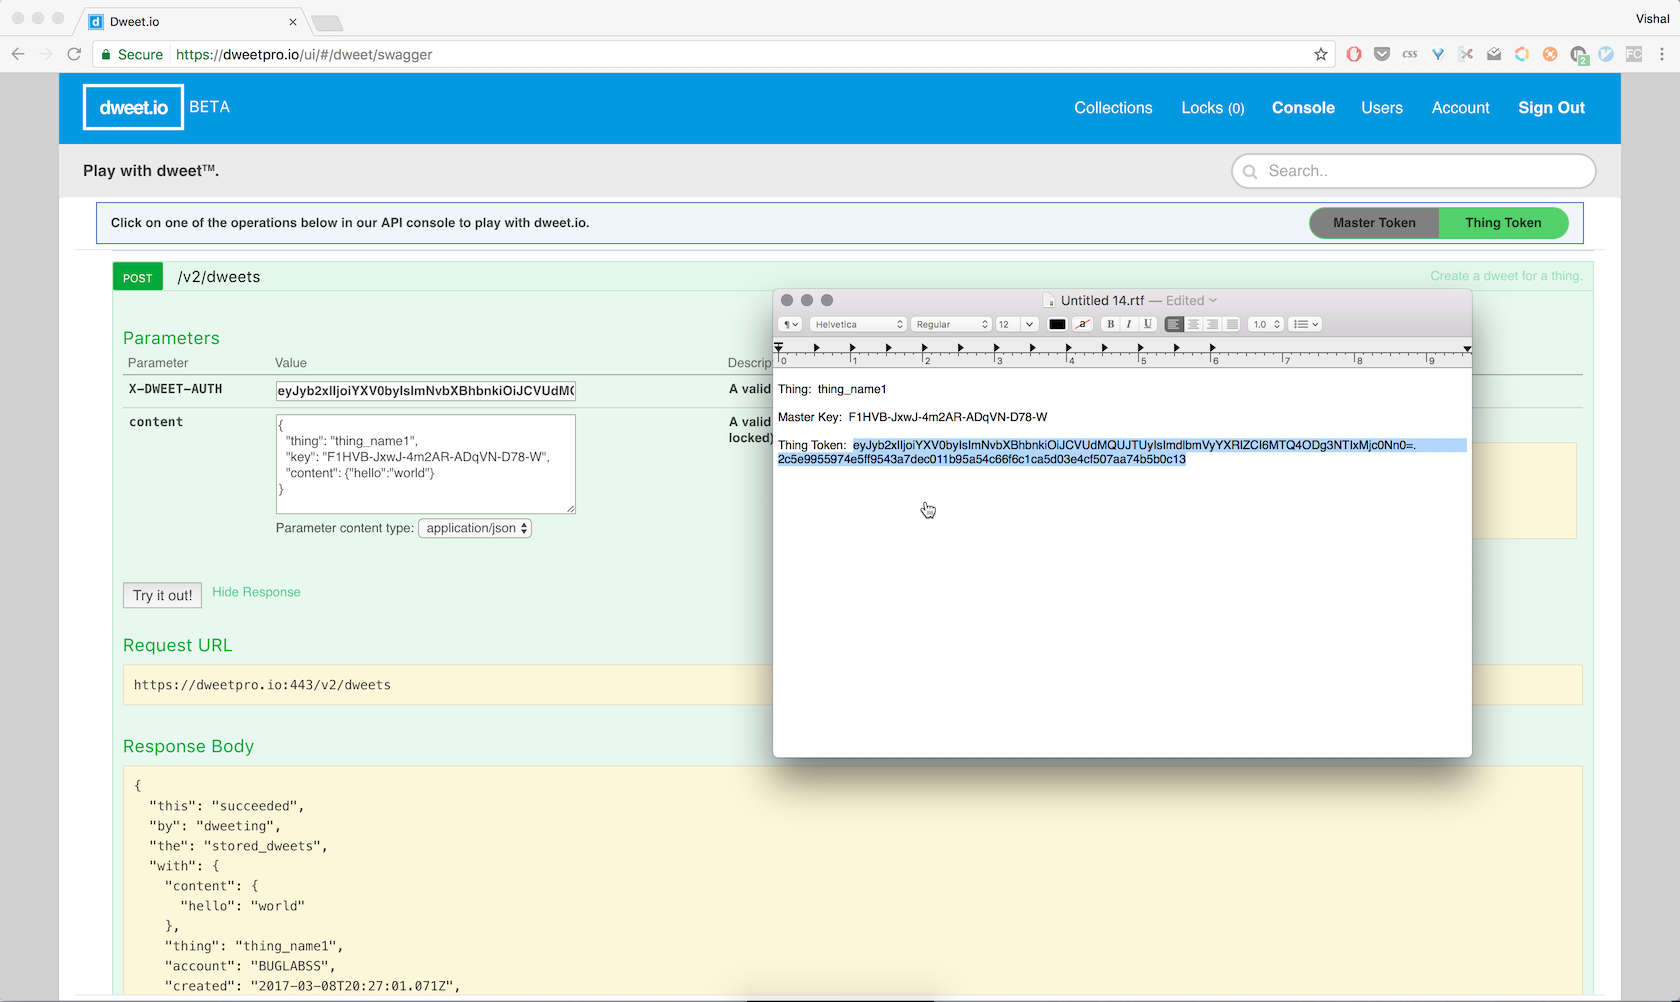 Dweet.io
Vishal
Secure https://dweetpro.io/ui/#/dweet/swagger
css
2
FC
dweet.io BETA
Collections Locks (0) Console Users Account Sign Out
Play with dweet™.
Search..
Click on one of the operations below in our API console to play with dweet.io.
Master Token Thing Token
POST /v2/dweets
Create a dweet for a thing.
Parameters
Parameter Value Descrip
X-DWEET-AUTH eyJyb2xlIjoiYXV0byIsImNvbXBhbnkiOiJCVUdMQ A valid
content
{
"thing": "thing_name1",
"key": "F1HVB-JxwJ-4m2AR-ADqVN-D78-W",
"content": {"hello":"world"}
}
A valid
locked)
Parameter content type: application/json
Try it out! Hide Response
Request URL
https://dweetpro.io:443/v2/dweets
Response Body
{
"this": "succeeded",
"by": "dweeting",
"the": "stored_dweets",
"with": {
"content": {
"hello": "world"
},
"thing": "thing_name1",
"account": "BUGLABSS",
"created": "2017-03-08T20:27:01.071Z",
Untitled 14.rtf — Edited
¶ Helvetica Regular 12 a B I U 1.0
0 1 2 3 4 5 6 7 8 9
Thing: thing_name1
Master Key: F1HVB-JxwJ-4m2AR-ADqVN-D78-W
Thing Token: eyJyb2xlIjoiYXV0byIsImNvbXBhbnkiOiJCVUdMQUJTUyIsImdlbmVyYXRlZCI6MTQ4ODg3NTIxMjc0Nn0=.
2c5e9955974e5ff9543a7dec011b95a54c66f6c1ca5d03e4cf507aa74b5b0c13